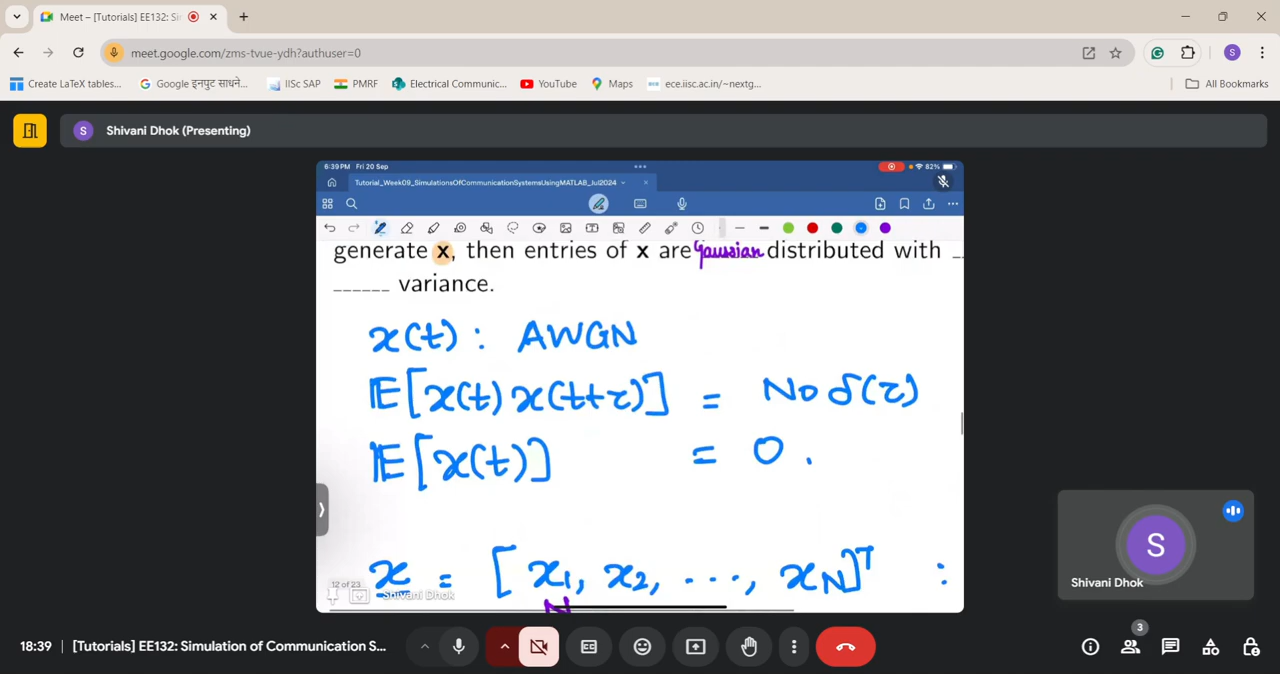 Meet – [Tutorials] EE132: Si
meet.google.com/zms-tvue-ydh?authuser=0
S
Create LaTeX tables... Google इनपुट साधने... IISc SAP PMRF Electrical Communic... YouTube Maps ece.iisc.ac.in/~nextg... All Bookmarks
S Shivani Dhok (Presenting)
6:39 PM Fri 20 Sep 82%
Tutorial_Week09_SimulationsOfCommunicationSystemsUsingMATLAB_Jul2024
generate x, then entries of x are Gaussian distributed with _
______ variance.
x(t) : AWGN
𝔼[x(t) x(t+τ)] = No δ(τ)
𝔼[x(t)] = 0 .
x = [x₁, x₂, ..., x_N]ᵀ :
N
12 of 23
Shivani Dhok
S
Shivani Dhok
18:39 | [Tutorials] EE132: Simulation of Communication S...
3